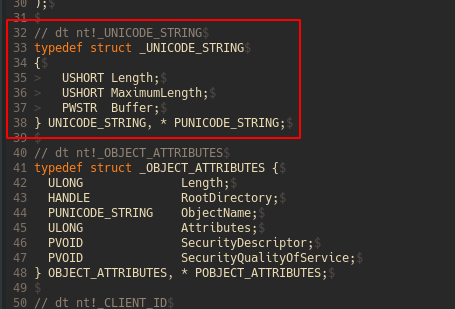 30 );$
31 $
32 // dt nt!_UNICODE_STRING$
33 typedef struct _UNICODE_STRING$
34 {$
35 >   USHORT Length;$
36 >   USHORT MaximumLength;$
37 >   PWSTR  Buffer;$
38 } UNICODE_STRING, * PUNICODE_STRING;$
39 $
40 // dt nt!_OBJECT_ATTRIBUTES$
41 typedef struct _OBJECT_ATTRIBUTES {$
42   ULONG           Length;$
43   HANDLE          RootDirectory;$
44   PUNICODE_STRING ObjectName;$
45   ULONG           Attributes;$
46   PVOID           SecurityDescriptor;$
47   PVOID           SecurityQualityOfService;$
48 } OBJECT_ATTRIBUTES, * POBJECT_ATTRIBUTES;$
49 $
50 // dt nt!_CLIENT_ID$